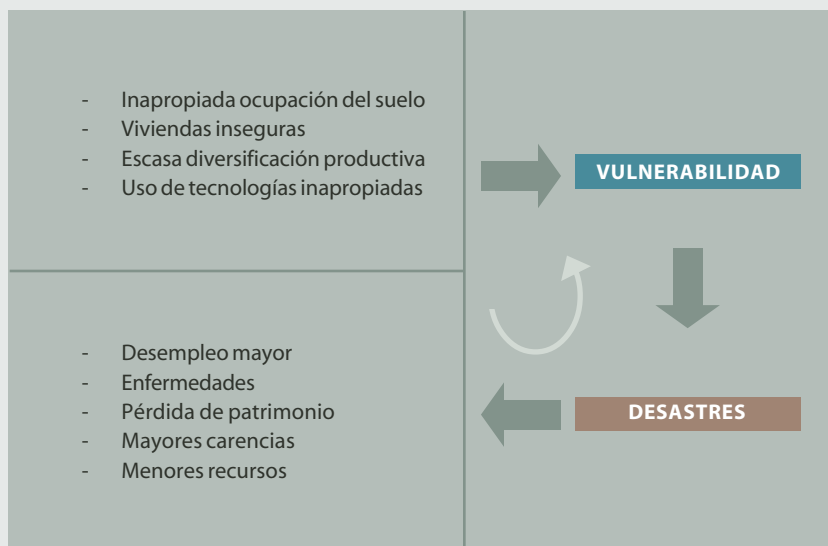 - Inapropiada ocupación del suelo
- Viviendas inseguras
- Escasa diversificación productiva
- Uso de tecnologías inapropiadas
VULNERABILIDAD
- Desempleo mayor
- Enfermedades
- Pérdida de patrimonio
- Mayores carencias
- Menores recursos
DESASTRES